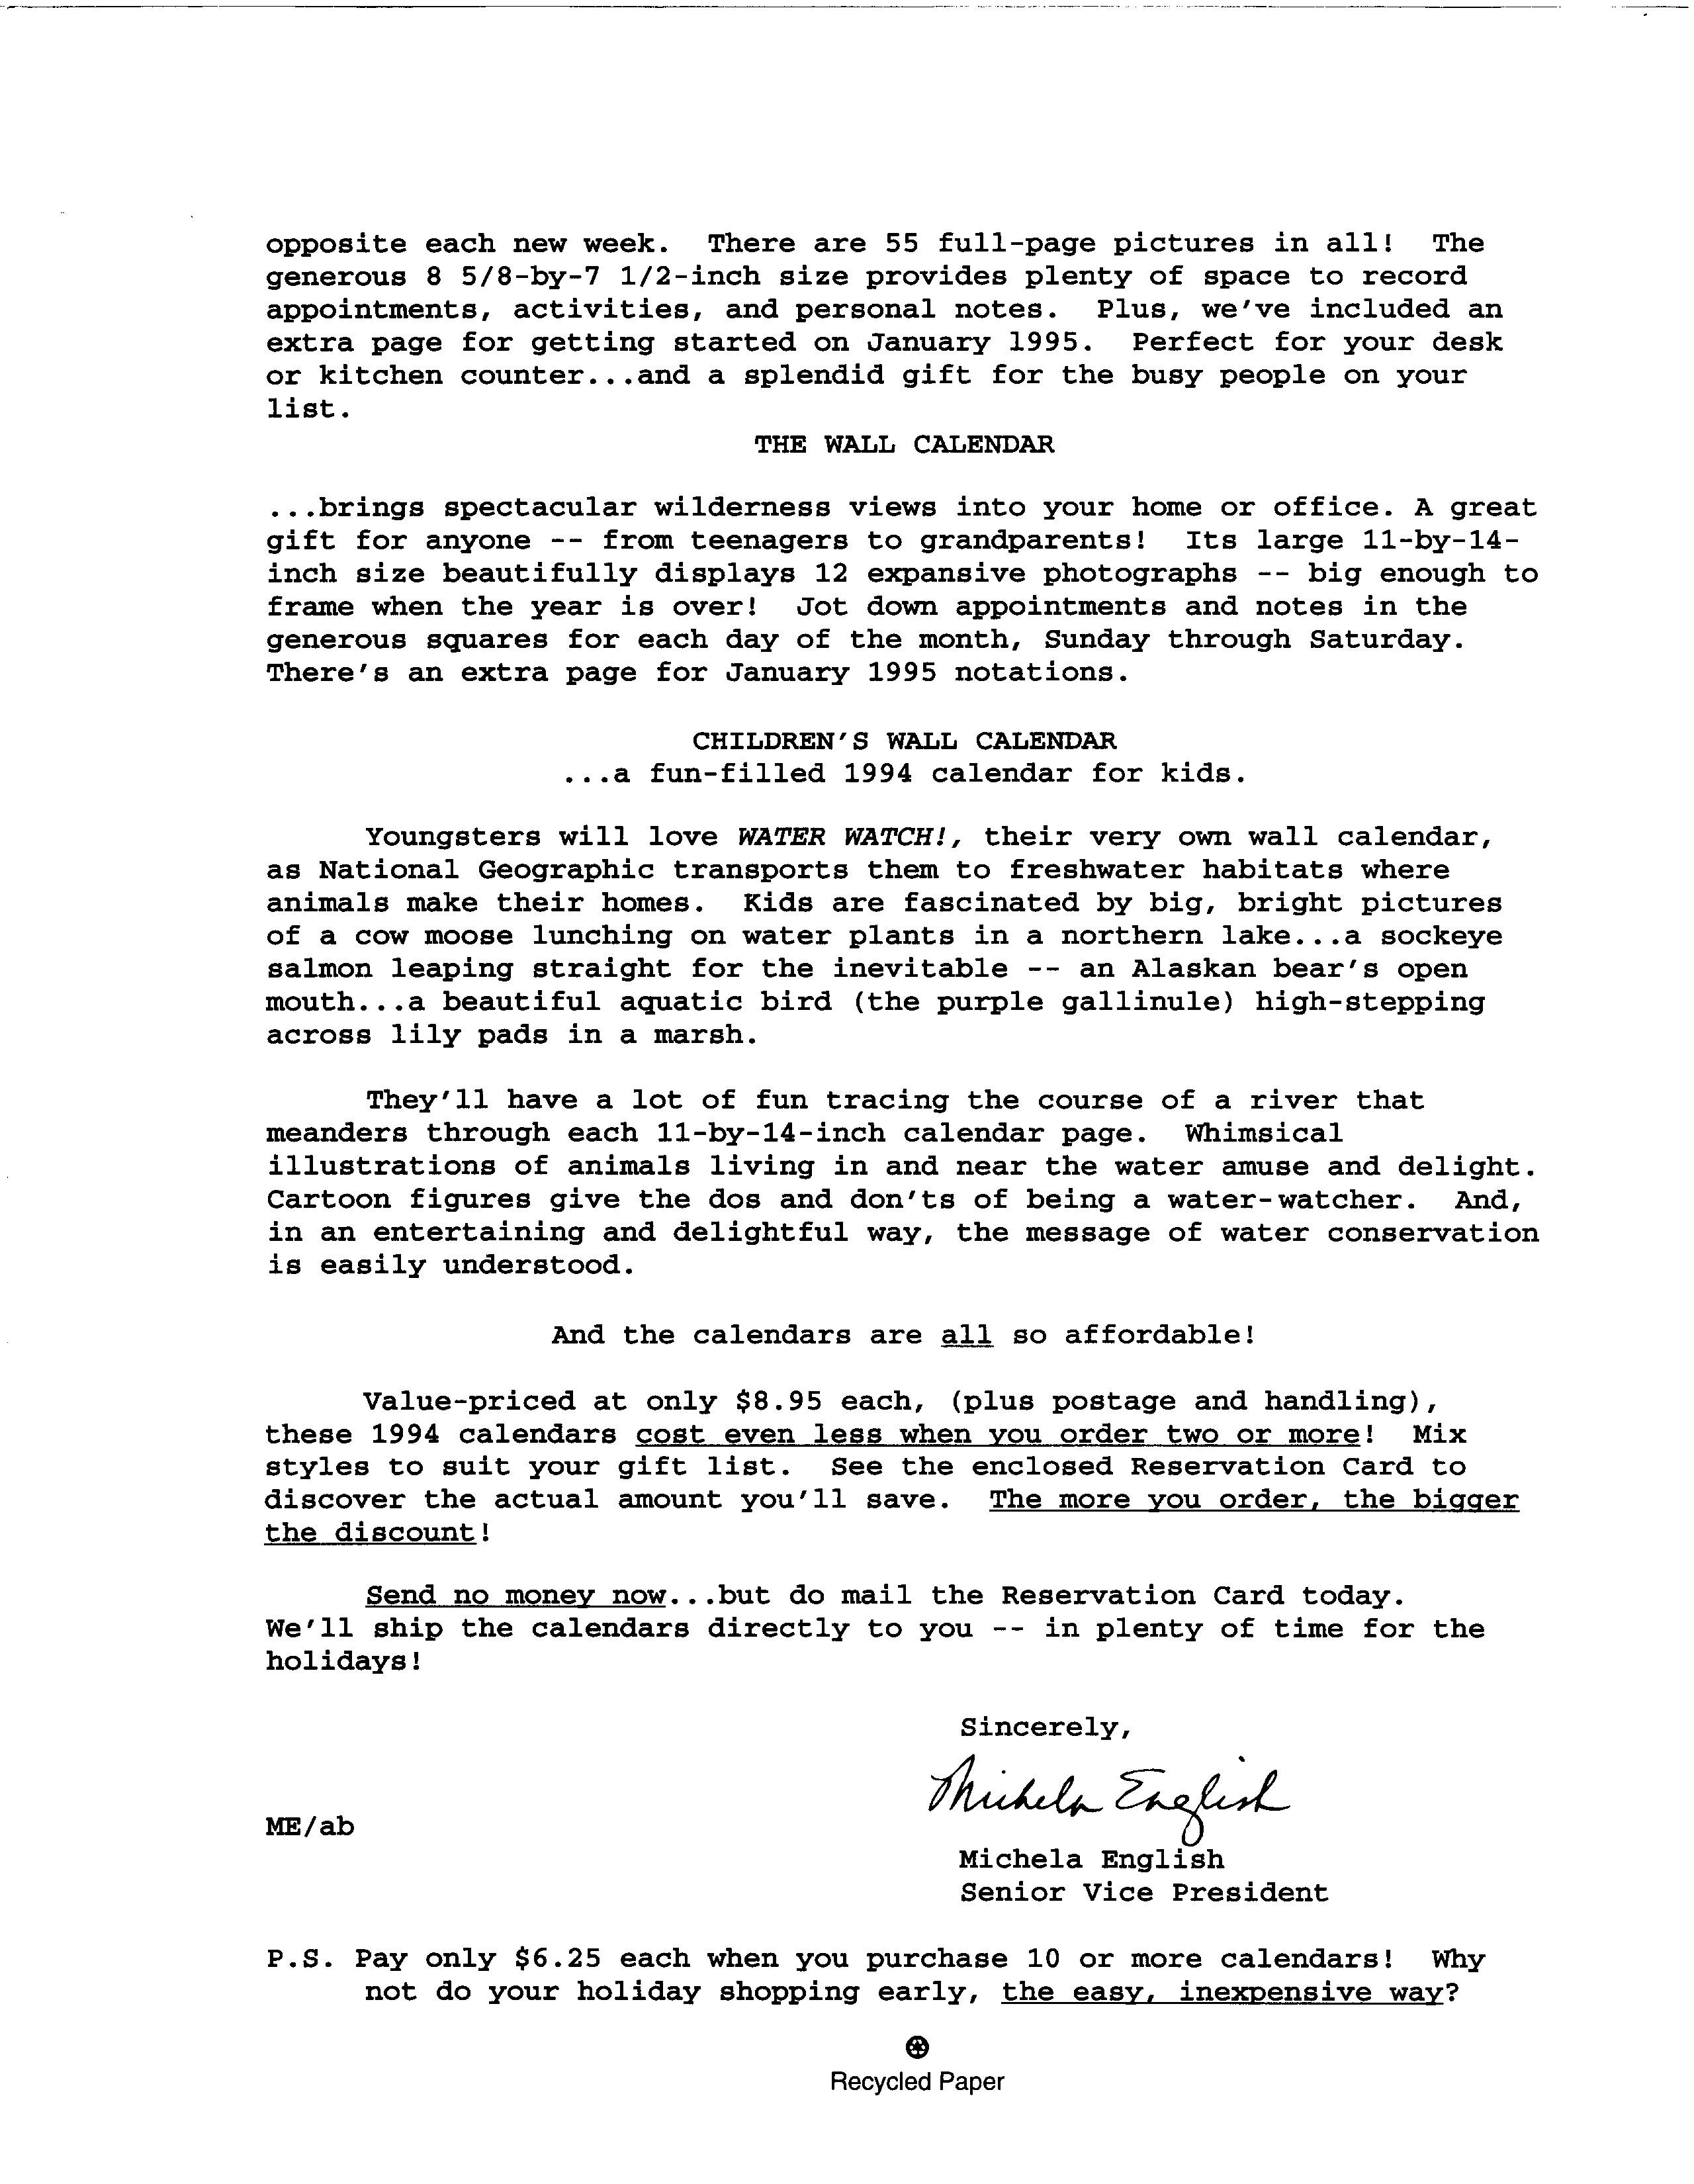 opposite each new week.  There are 55 full-page pictures in all!  The
generous 8 5/8-by-7 1/2-inch size provides plenty of space to record
appointments, activities, and personal notes.  Plus, we've included an
extra page for getting started on January 1995.  Perfect for your desk
or kitchen counter...and a splendid gift for the busy people on your
list.
THE WALL CALENDAR
...brings spectacular wilderness views into your home or office. A great
gift for anyone -- from teenagers to grandparents!  Its large 11-by-14-
inch size beautifully displays 12 expansive photographs -- big enough to
frame when the year is over!  Jot down appointments and notes in the
generous squares for each day of the month, Sunday through Saturday.
There's an extra page for January 1995 notations.
CHILDREN'S WALL CALENDAR
...a fun-filled 1994 calendar for kids.
Youngsters will love WATER WATCH!, their very own wall calendar,
as National Geographic transports them to freshwater habitats where
animals make their homes.  Kids are fascinated by big, bright pictures
of a cow moose lunching on water plants in a northern lake...a sockeye
salmon leaping straight for the inevitable -- an Alaskan bear's open
mouth...a beautiful aquatic bird (the purple gallinule) high-stepping
across lily pads in a marsh.
They'll have a lot of fun tracing the course of a river that
meanders through each 11-by-14-inch calendar page.  Whimsical
illustrations of animals living in and near the water amuse and delight.
Cartoon figures give the dos and don'ts of being a water-watcher.  And,
in an entertaining and delightful way, the message of water conservation
is easily understood.
And the calendars are all so affordable!
Value-priced at only $8.95 each, (plus postage and handling),
these 1994 calendars cost even less when you order two or more!  Mix
styles to suit your gift list.  See the enclosed Reservation Card to
discover the actual amount you'll save.  The more you order, the bigger
the discount!
Send no money now...but do mail the Reservation Card today.
We'll ship the calendars directly to you -- in plenty of time for the
holidays!
Sincerely,
Michela English
ME/ab
Michela English
Senior Vice President
P.S. Pay only $6.25 each when you purchase 10 or more calendars!  Why
not do your holiday shopping early, the easy, inexpensive way?
Recycled Paper